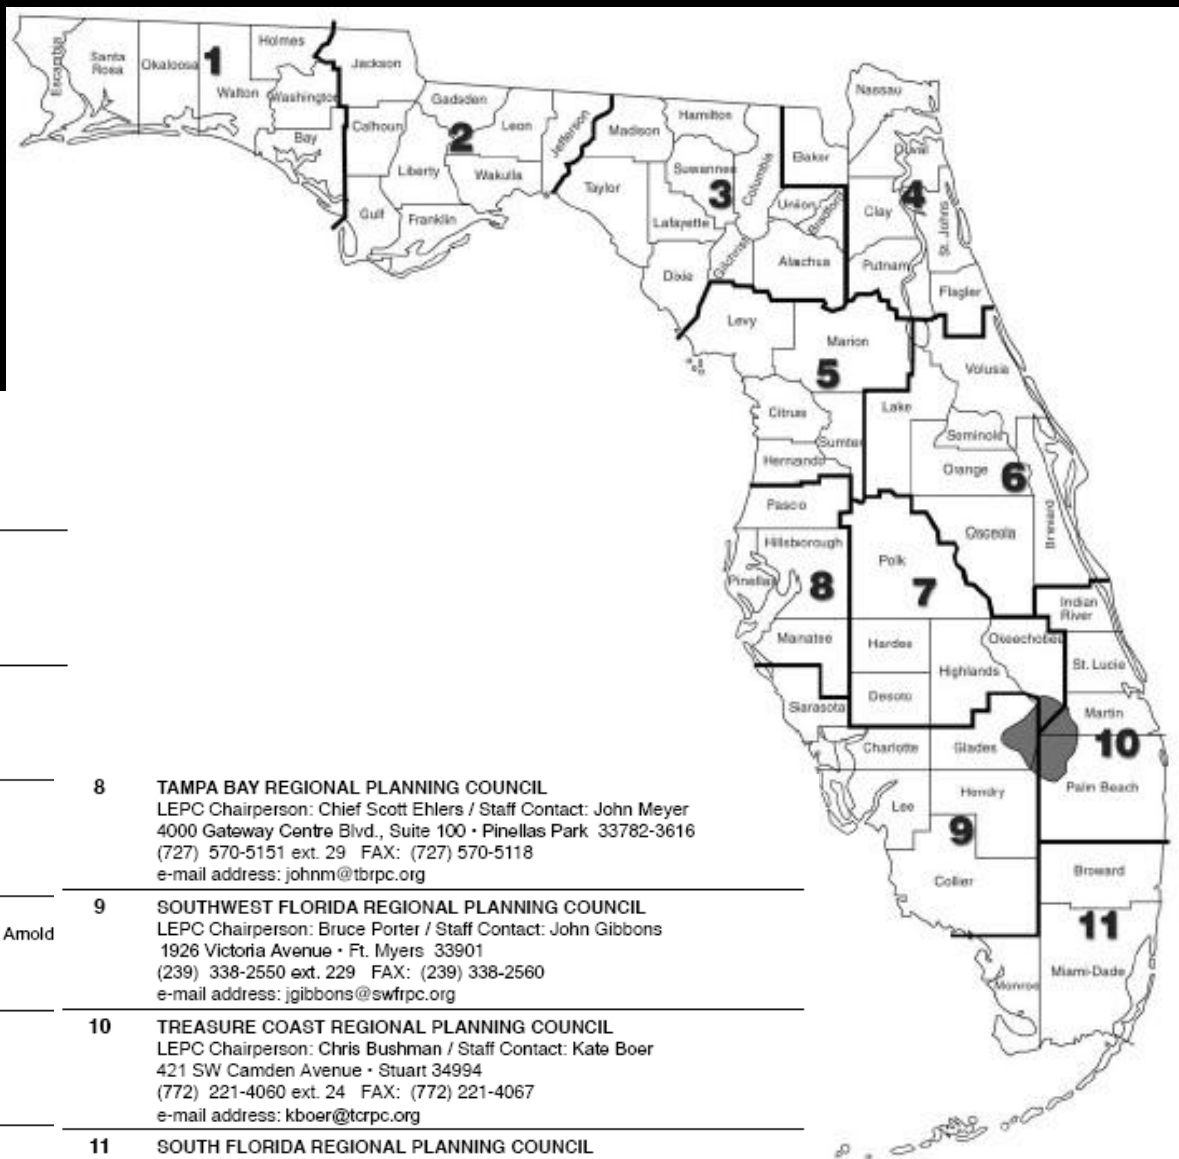 Holmes
1
Escambia
Santa
Rosa
Okaloosa
Walton
Washington
Bay
Jackson
Gadsden
Calhoun
2
Leon
Jefferson
Liberty
Wakulla
Gulf
Franklin
Madison
Hamilton
Suwannee
3
Columbia
Taylor
Lafayette
Union
Bradford
Dixie
Gilchrist
Alachua
Nassau
Baker
Duval
4
Clay
St. Johns
Putnam
Flagler
Levy
Marion
5
Volusia
Citrus
Lake
Sumter
Seminole
Hernando
Orange
6
Pasco
Osceola
Brevard
Hillsborough
Polk
Pinellas
8
7
Indian
River
Manatee
Hardee
Okeechobee
Highlands
St. Lucie
Sarasota
Desoto
Martin
Charlotte
Glades
10
Palm Beach
Lee
Hendry
9
Collier
Broward
11
Monroe
Miami-Dade
8 TAMPA BAY REGIONAL PLANNING COUNCIL
LEPC Chairperson: Chief Scott Ehlers / Staff Contact: John Meyer
4000 Gateway Centre Blvd., Suite 100 • Pinellas Park 33782-3616
(727) 570-5151 ext. 29 FAX: (727) 570-5118
e-mail address: johnm@tbrpc.org
9 SOUTHWEST FLORIDA REGIONAL PLANNING COUNCIL
Arnold
LEPC Chairperson: Bruce Porter / Staff Contact: John Gibbons
1926 Victoria Avenue • Ft. Myers 33901
(239) 338-2550 ext. 229 FAX: (239) 338-2560
e-mail address: jgibbons@swfrpc.org
10 TREASURE COAST REGIONAL PLANNING COUNCIL
LEPC Chairperson: Chris Bushman / Staff Contact: Kate Boer
421 SW Camden Avenue • Stuart 34994
(772) 221-4060 ext. 24 FAX: (772) 221-4067
e-mail address: kboer@tcrpc.org
11 SOUTH FLORIDA REGIONAL PLANNING COUNCIL